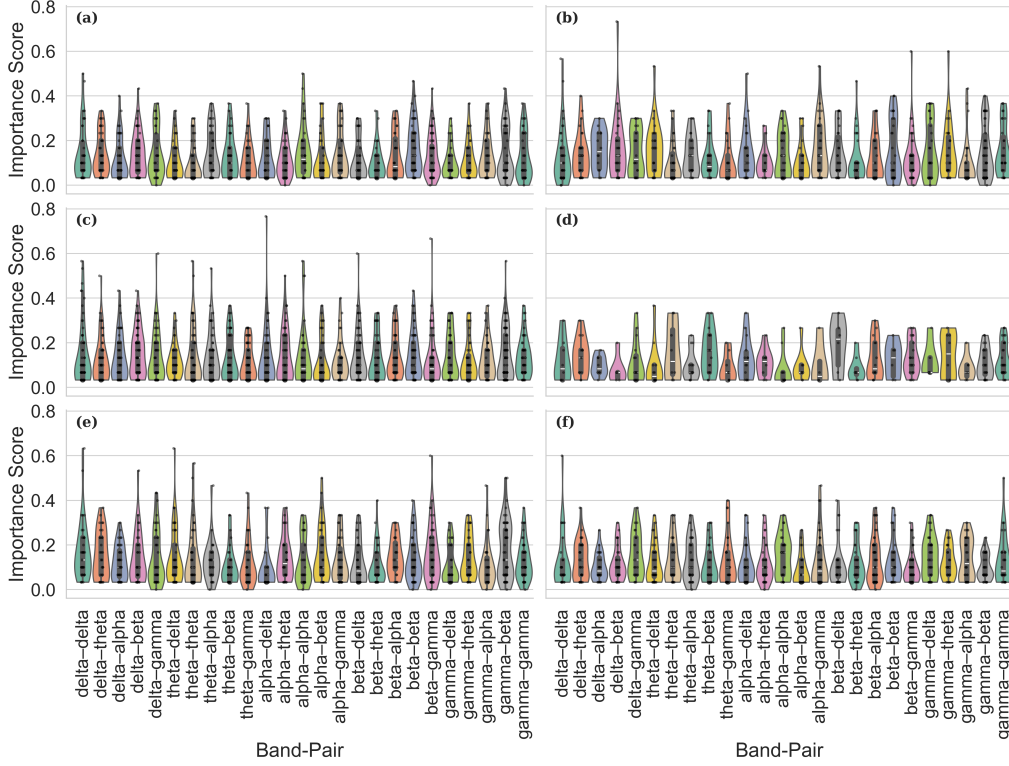 (a)
(b)
Importance Score
0.8
0.6
0.4
0.2
0.0
(c)
(d)
Importance Score
0.8
0.6
0.4
0.2
0.0
(e)
(f)
Importance Score
0.8
0.6
0.4
0.2
0.0
delta−delta
delta−theta
delta−alpha
delta−beta
delta−gamma
theta−delta
theta−theta
theta−alpha
theta−beta
theta−gamma
alpha−delta
alpha−theta
alpha−alpha
alpha−beta
alpha−gamma
beta−delta
beta−theta
beta−alpha
beta−beta
beta−gamma
gamma−delta
gamma−theta
gamma−alpha
gamma−beta
gamma−gamma
delta−delta
delta−theta
delta−alpha
delta−beta
delta−gamma
theta−delta
theta−theta
theta−alpha
theta−beta
theta−gamma
alpha−delta
alpha−theta
alpha−alpha
alpha−beta
alpha−gamma
beta−delta
beta−theta
beta−alpha
beta−beta
beta−gamma
gamma−delta
gamma−theta
gamma−alpha
gamma−beta
gamma−gamma
Band-Pair
Band-Pair